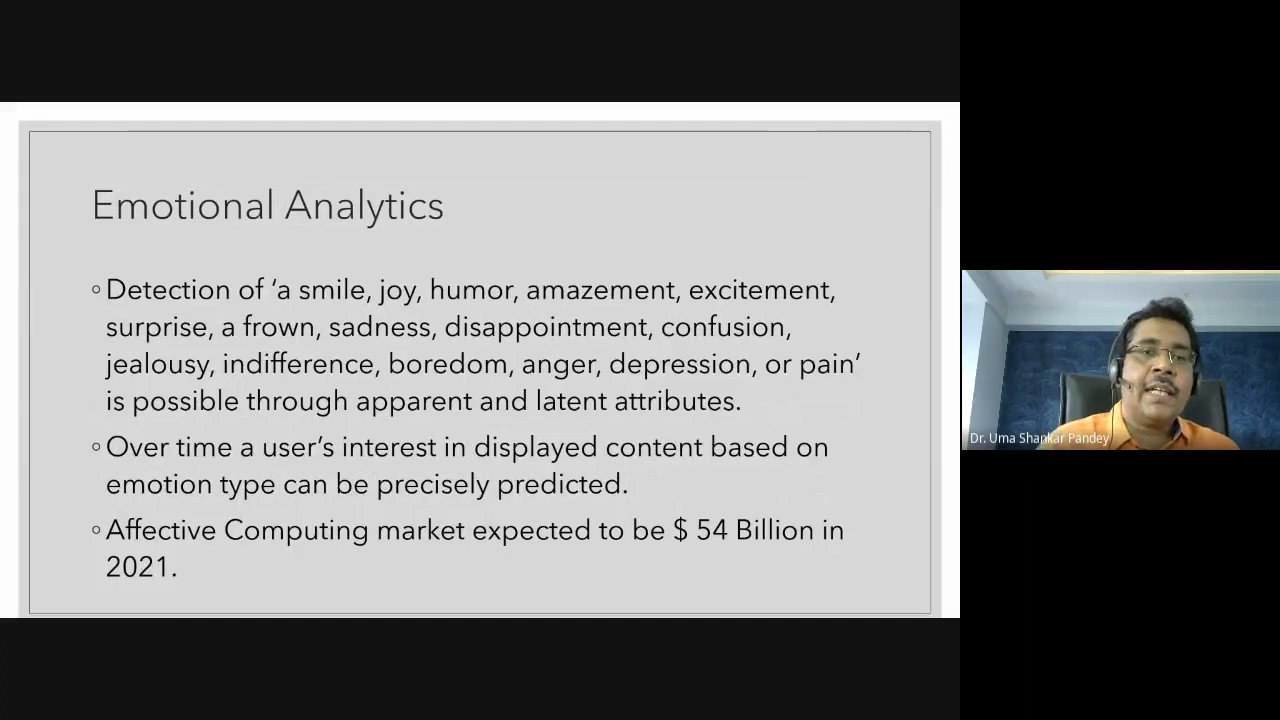 Emotional Analytics
◦ Detection of ‘a smile, joy, humor, amazement, excitement,
surprise, a frown, sadness, disappointment, confusion,
jealousy, indifference, boredom, anger, depression, or pain’
is possible through apparent and latent attributes.
◦ Over time a user’s interest in displayed content based on
emotion type can be precisely predicted.
◦ Affective Computing market expected to be $ 54 Billion in
2021.
Dr. Uma Shankar Pandey